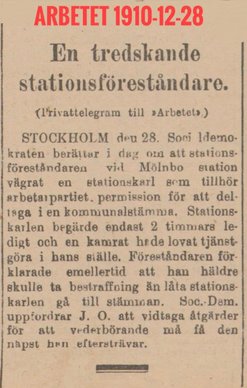 ARBETET 1910-12-28
En tredskande
stationsföreståndare.
(Privattelegram till »Arbetet».)
STOCKHOLM den 28. Soci ldemo-
kraten berättar i dag om att stations-
föreståndaren vid Mölnbo station
vägrat en stationskarl som tillhör
arbetarpartiet permission för att del-
taga i en kommunalstämma. Stations-
karlen begärde endast 2 timmars le-
digt och en kamrat hade lovat tjänst-
göra i hans ställe. Föreståndaren för-
klarade emellertid att han häldre
skulle ta bestraffning än låta stations-
karlen gå till stämman. Soc.-Dem.
uppfordrar J. O. att vidtaga åtgärder
för att vederbörande må få den
näpst han eftersträvar.